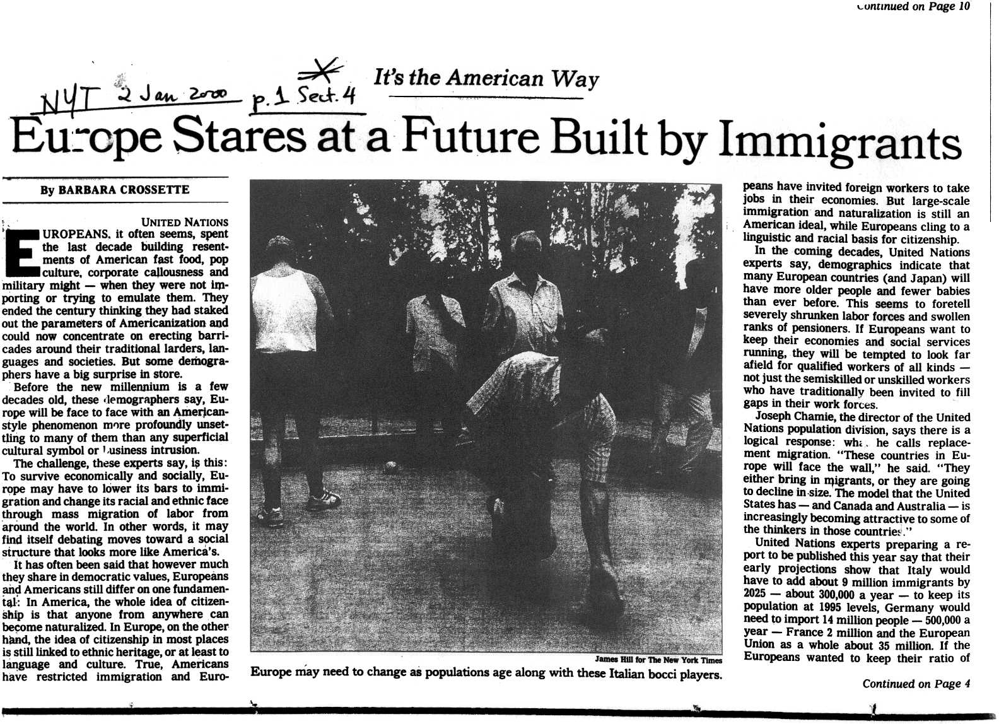 Continued on Page 10
NYT 2 Jan 2000 p. 1 Sect. 4
It's the American Way
Europe Stares at a Future Built by Immigrants
By BARBARA CROSSETTE
UNITED NATIONS
EUROPEANS, it often seems, spent
the last decade building resent-
ments of American fast food, pop
culture, corporate callousness and
military might — when they were not im-
porting or trying to emulate them. They
ended the century thinking they had staked
out the parameters of Americanization and
could now concentrate on erecting barri-
cades around their traditional larders, lan-
guages and societies. But some demogra-
phers have a big surprise in store.
Before the new millennium is a few
decades old, these demographers say, Eu-
rope will be face to face with an American-
style phenomenon more profoundly unset-
tling to many of them than any superficial
cultural symbol or business intrusion.
The challenge, these experts say, is this:
To survive economically and socially, Eu-
rope may have to lower its bars to immi-
gration and change its racial and ethnic face
through mass migration of labor from
around the world. In other words, it may
find itself debating moves toward a social
structure that looks more like America's.
It has often been said that however much
they share in democratic values, Europeans
and Americans still differ on one fundamen-
tal: In America, the whole idea of citizen-
ship is that anyone from anywhere can
become naturalized. In Europe, on the other
hand, the idea of citizenship in most places
is still linked to ethnic heritage, or at least to
language and culture. True, Americans
have restricted immigration and Euro-
James Hill for The New York Times
Europe may need to change as populations age along with these Italian bocci players.
peans have invited foreign workers to take
jobs in their economies. But large-scale
immigration and naturalization is still an
American ideal, while Europeans cling to a
linguistic and racial basis for citizenship.
In the coming decades, United Nations
experts say, demographics indicate that
many European countries (and Japan) will
have more older people and fewer babies
than ever before. This seems to foretell
severely shrunken labor forces and swollen
ranks of pensioners. If Europeans want to
keep their economies and social services
running, they will be tempted to look far
afield for qualified workers of all kinds —
not just the semiskilled or unskilled workers
who have traditionally been invited to fill
gaps in their work forces.
Joseph Chamie, the director of the United
Nations population division, says there is a
logical response: what he calls replace-
ment migration. “These countries in Eu-
rope will face the wall,” he said. “They
either bring in migrants, or they are going
to decline in size. The model that the United
States has — and Canada and Australia — is
increasingly becoming attractive to some of
the thinkers in those countries.”
United Nations experts preparing a re-
port to be published this year say that their
early projections show that Italy would
have to add about 9 million immigrants by
2025 — about 300,000 a year — to keep its
population at 1995 levels, Germany would
need to import 14 million people — 500,000 a
year — France 2 million and the European
Union as a whole about 35 million. If the
Europeans wanted to keep their ratio of
Continued on Page 4